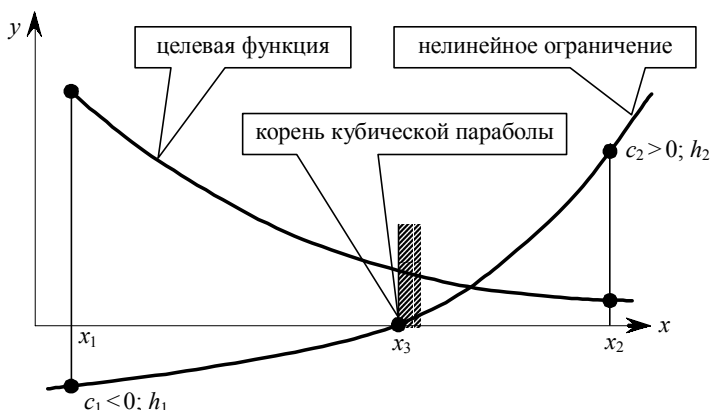 y
целевая функция
нелинейное ограничение
корень кубической параболы
c₂ > 0; h₂
x₁
x₃
x₂
x
c₁ < 0; h₁